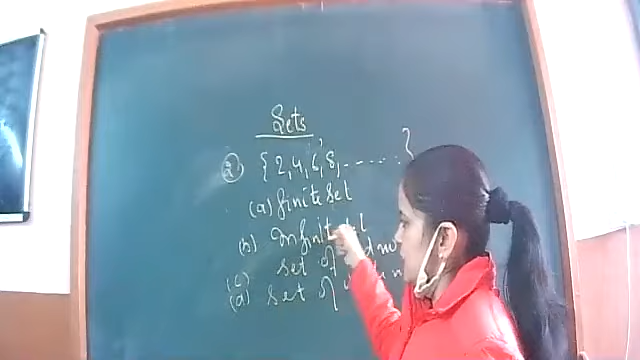 Sets
2. {2, 4, 6, 8, ......}
(a) finite set
(b) Infinite set
(c) set of
(d) set of